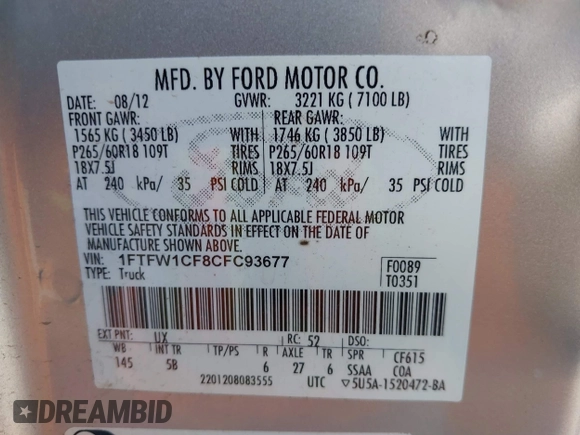 MFD. BY FORD MOTOR CO.
DATE: 08/12 GVWR: 3221 KG ( 7100 LB)
FRONT GAWR: REAR GAWR:
1565 KG ( 3450 LB) WITH 1746 KG ( 3850 LB) WITH
P265/60R18 109T TIRES P265/60R18 109T TIRES
18X7.5J RIMS 18X7.5J RIMS
AT 240 kPa/ 35 PSI COLD AT 240 kPa/ 35 PSI COLD
THIS VEHICLE CONFORMS TO ALL APPLICABLE FEDERAL MOTOR
VEHICLE SAFETY STANDARDS IN EFFECT ON THE DATE OF
MANUFACTURE SHOWN ABOVE.
VIN: 1FTFW1CF8CFC93677 F0089
TYPE: Truck T0351
EXT PNT: UX RC: 52 DSO:
WB INT TR TP/PS R AXLE TR SPR CF615
145 5B 6 27 6 SSAA COA
2201208083555 UTC ▽5U5A-1520472-BA
DREAMBID